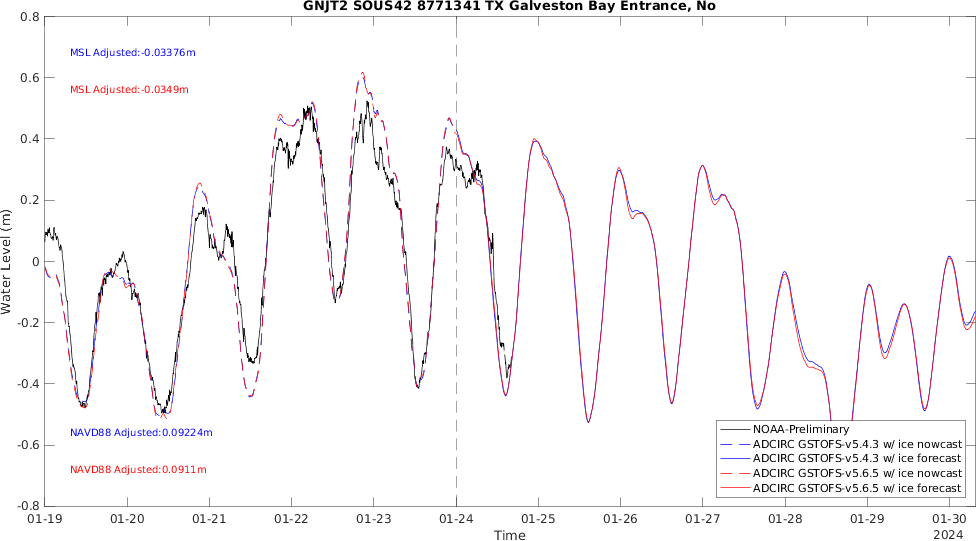 GNJT2 SOUS42 8771341 TX Galveston Bay Entrance, No
0.8
MSL Adjusted:-0.03376m
0.6
MSL Adjusted:-0.0349m
0.4
0.2
0
Water Level (m)
-0.2
-0.4
NAVD88 Adjusted:0.09224m
-0.6
NAVD88 Adjusted:0.0911m
-0.8
NOAA-Preliminary
ADCIRC GSTOFS-v5.4.3 w/ ice nowcast
ADCIRC GSTOFS-v5.4.3 w/ ice forecast
ADCIRC GSTOFS-v5.6.5 w/ ice nowcast
ADCIRC GSTOFS-v5.6.5 w/ ice forecast
01-19 01-20 01-21 01-22 01-23 01-24 01-25 01-26 01-27 01-28 01-29 01-30
Time 2024